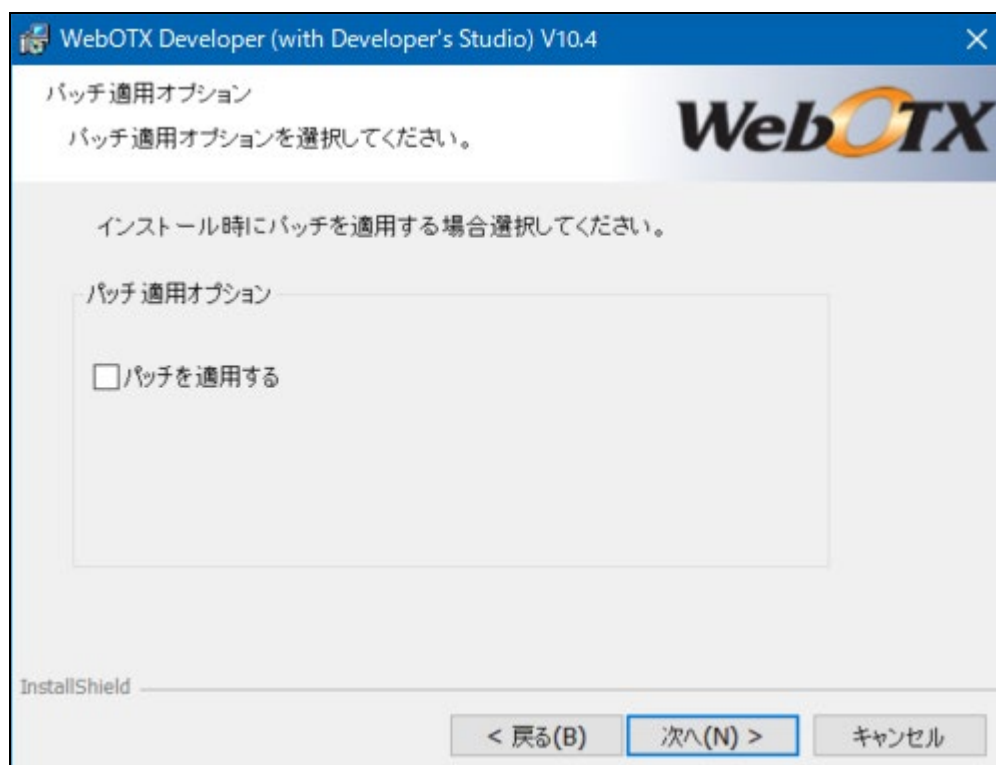 WebOTX Developer (with Developer's Studio) V10.4
パッチ適用オプション
パッチ適用オプションを選択してください。
WebOTX
インストール時にパッチを適用する場合選択してください。
パッチ適用オプション
パッチを適用する
InstallShield
< 戻る(B)
次へ(N) >
キャンセル